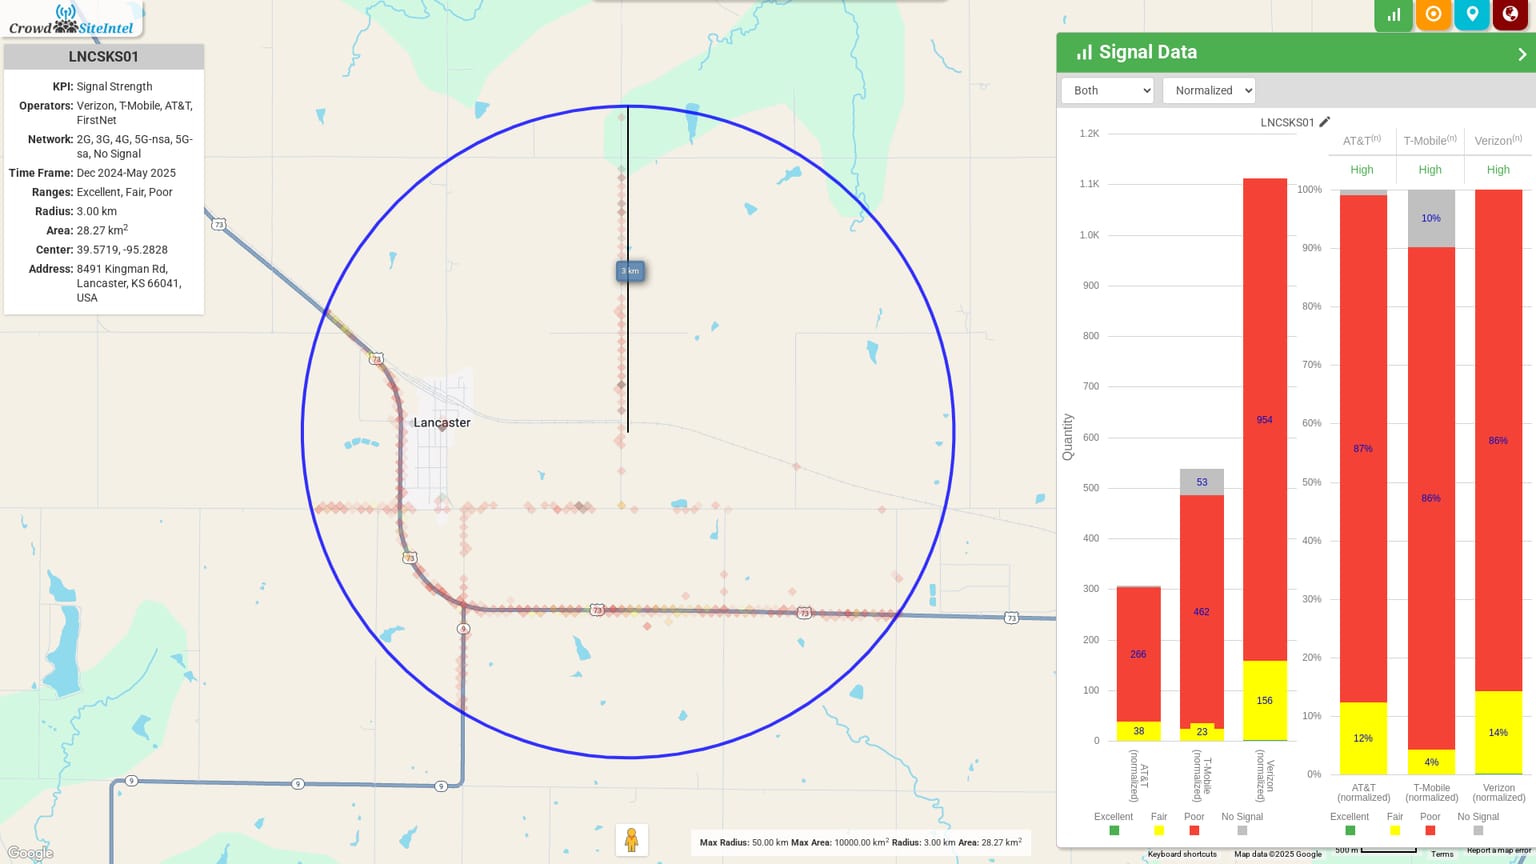 Crowd SiteIntel
LNCSKS01
KPI: Signal Strength
Operators: Verizon, T-Mobile, AT&T,
FirstNet
Network: 2G, 3G, 4G, 5G-nsa, 5G-
sa, No Signal
Time Frame: Dec 2024-May 2025
Ranges: Excellent, Fair, Poor
Radius: 3.00 km
Area: 28.27 km²
Center: 39.5719, -95.2828
Address: 8491 Kingman Rd,
Lancaster, KS 66041,
USA
73
3 km
73
Lancaster
73
73
73
73
9
9
9
9
Google
Max Radius: 50.00 km Max Area: 10000.00 km² Radius: 3.00 km Area: 28.27 km²
Signal Data
Both
Normalized
LNCSKS01
Quantity
1.2K
1.1K
1.0K
900
800
700
600
500
400
300
200
100
0
266
38
53
462
23
954
156
AT&T
(normalized)
T-Mobile
(normalized)
Verizon
(normalized)
Excellent Fair Poor No Signal
AT&T(n) T-Mobile(n) Verizon(n)
High High High
100%
90%
80%
70%
60%
50%
40%
30%
20%
10%
0%
87%
12%
10%
86%
4%
86%
14%
AT&T
(normalized)
T-Mobile
(normalized)
Verizon
(normalized)
Excellent Fair Poor No Signal
Keyboard shortcuts Map data ©2025 Google 500 m Terms Report a map error